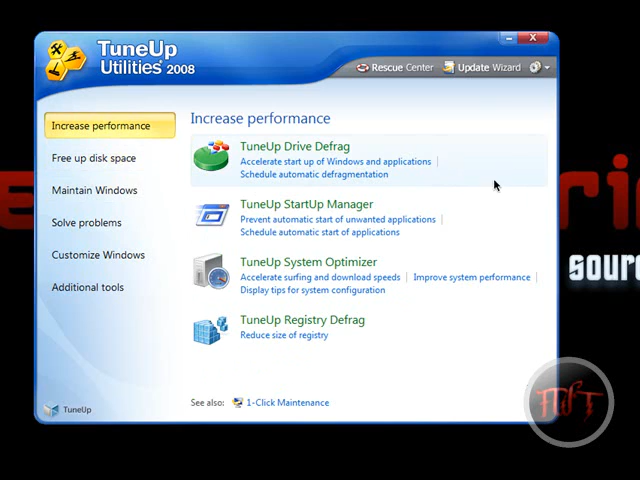 TuneUp
Utilities® 2008
Rescue Center
Update Wizard
Increase performance
Free up disk space
Maintain Windows
Solve problems
Customize Windows
Additional tools
TuneUp
Increase performance
TuneUp Drive Defrag
Accelerate start up of Windows and applications
Schedule automatic defragmentation
TuneUp StartUp Manager
Prevent automatic start of unwanted applications
Schedule automatic start of applications
TuneUp System Optimizer
Accelerate surfing and download speeds
Improve system performance
Display tips for system configuration
TuneUp Registry Defrag
Reduce size of registry
See also: 1-Click Maintenance